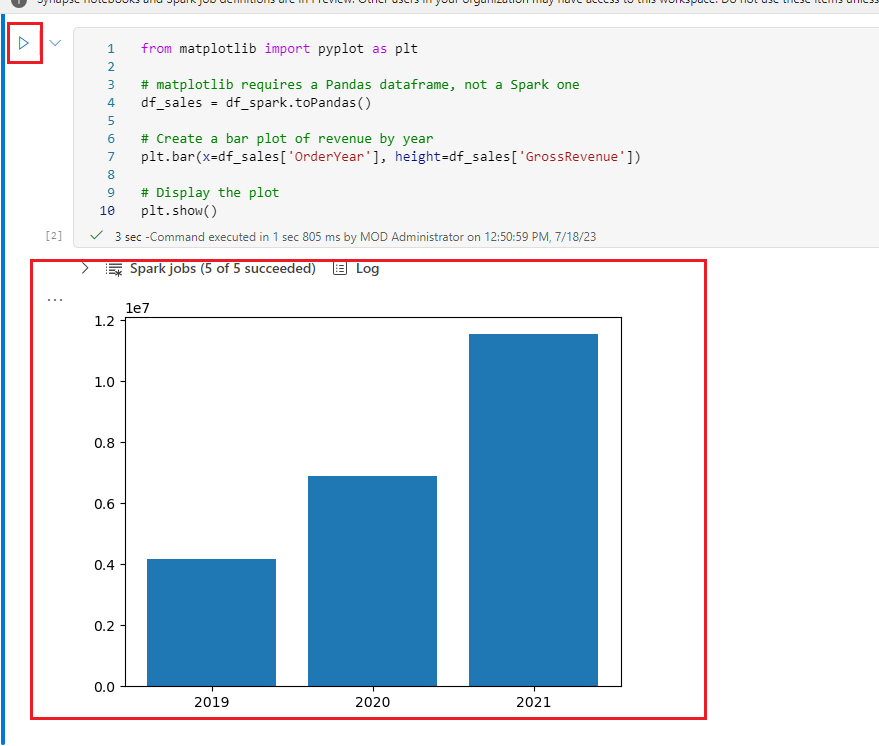 Synapse notebooks and Spark job definitions are in Preview. Other users in your organization may have access to this workspace. Do not use these items unless
1 from matplotlib import pyplot as plt
2
3 # matplotlib requires a Pandas dataframe, not a Spark one
4 df_sales = df_spark.toPandas()
5
6 # Create a bar plot of revenue by year
7 plt.bar(x=df_sales['OrderYear'], height=df_sales['GrossRevenue'])
8
9 # Display the plot
10 plt.show()
[2] 3 sec -Command executed in 1 sec 805 ms by MOD Administrator on 12:50:59 PM, 7/18/23
Spark jobs (5 of 5 succeeded) Log
...
1e7
1.2
1.0
0.8
0.6
0.4
0.2
0.0
2019 2020 2021